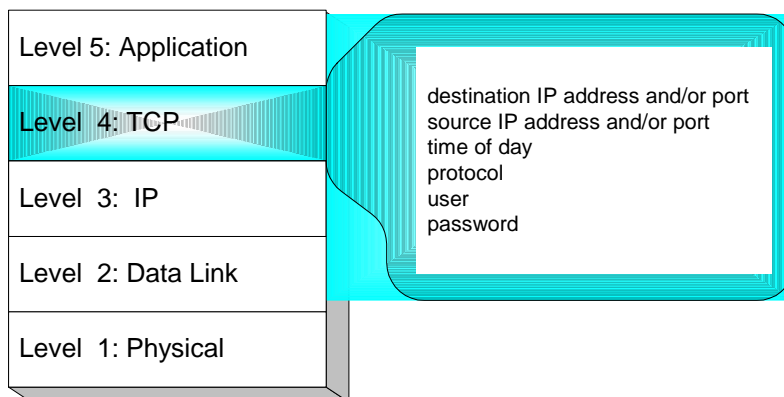 Level 5: Application
Level 4: TCP
Level 3: IP
Level 2: Data Link
Level 1: Physical
destination IP address and/or port
source IP address and/or port
time of day
protocol
user
password